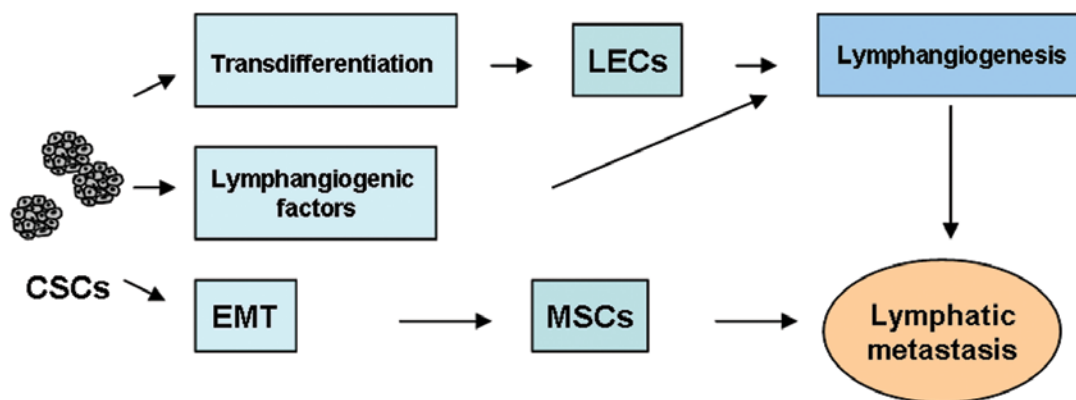 Transdifferentiation
LECs
Lymphangiogenesis
Lymphangiogenic
factors
CSCs
EMT
MSCs
Lymphatic
metastasis